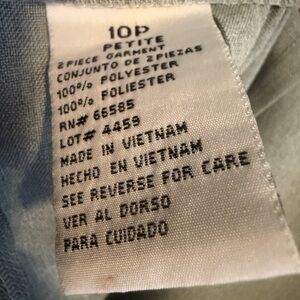 10P
PETITE
2 PIECE GARMENT
CONJUNTO DE 2 PIEZAS
100% POLYESTER
100% POLIESTER
RN# 66585
LOT# 4459
MADE IN VIETNAM
HECHO EN VIETNAM
SEE REVERSE FOR CARE
VER AL DORSO
PARA CUIDADO